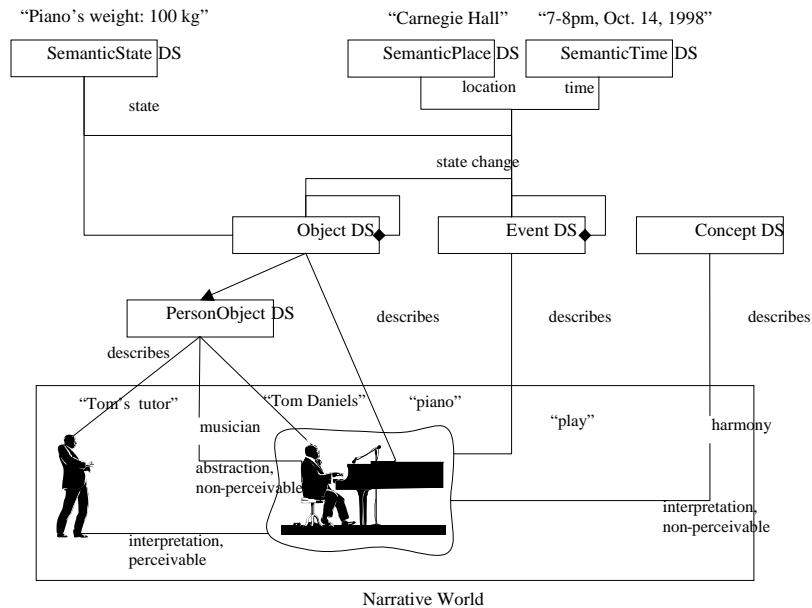 “Piano’s weight: 100 kg”
“Carnegie Hall”
“7-8pm, Oct. 14, 1998”
SemanticState DS
SemanticPlace DS
SemanticTime DS
location
time
state
state change
Object DS
Event DS
Concept DS
PersonObject DS
describes
describes
describes
describes
“Tom’s tutor”
“Tom Daniels”
“piano”
“play”
musician
harmony
abstraction,
non-perceivable
interpretation,
non-perceivable
interpretation,
perceivable
Narrative World